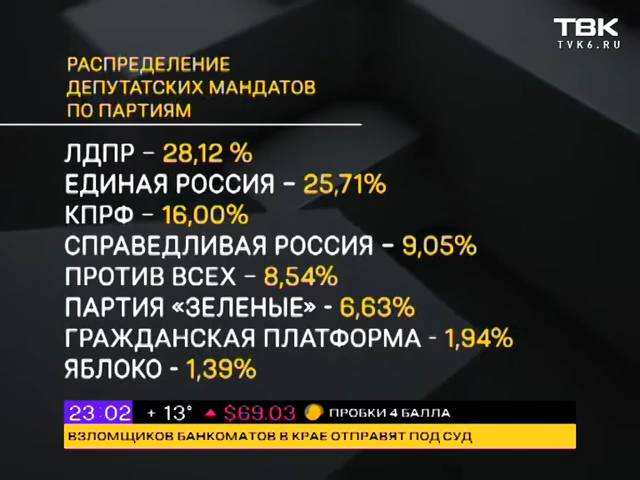 ТВК
TVK6.RU
РАСПРЕДЕЛЕНИЕ
ДЕПУТАТСКИХ МАНДАТОВ
ПО ПАРТИЯМ
ЛДПР – 28,12 %
ЕДИНАЯ РОССИЯ – 25,71%
КПРФ – 16,00%
СПРАВЕДЛИВАЯ РОССИЯ – 9,05%
ПРОТИВ ВСЕХ – 8,54%
ПАРТИЯ «ЗЕЛЕНЫЕ» - 6,63%
ГРАЖДАНСКАЯ ПЛАТФОРМА - 1,94%
ЯБЛОКО - 1,39%
23:02 + 13° ▲ $69.03 ПРОБКИ 4 БАЛЛА
ВЗЛОМЩИКОВ БАНКОМАТОВ В КРАЕ ОТПРАВЯТ ПОД СУД